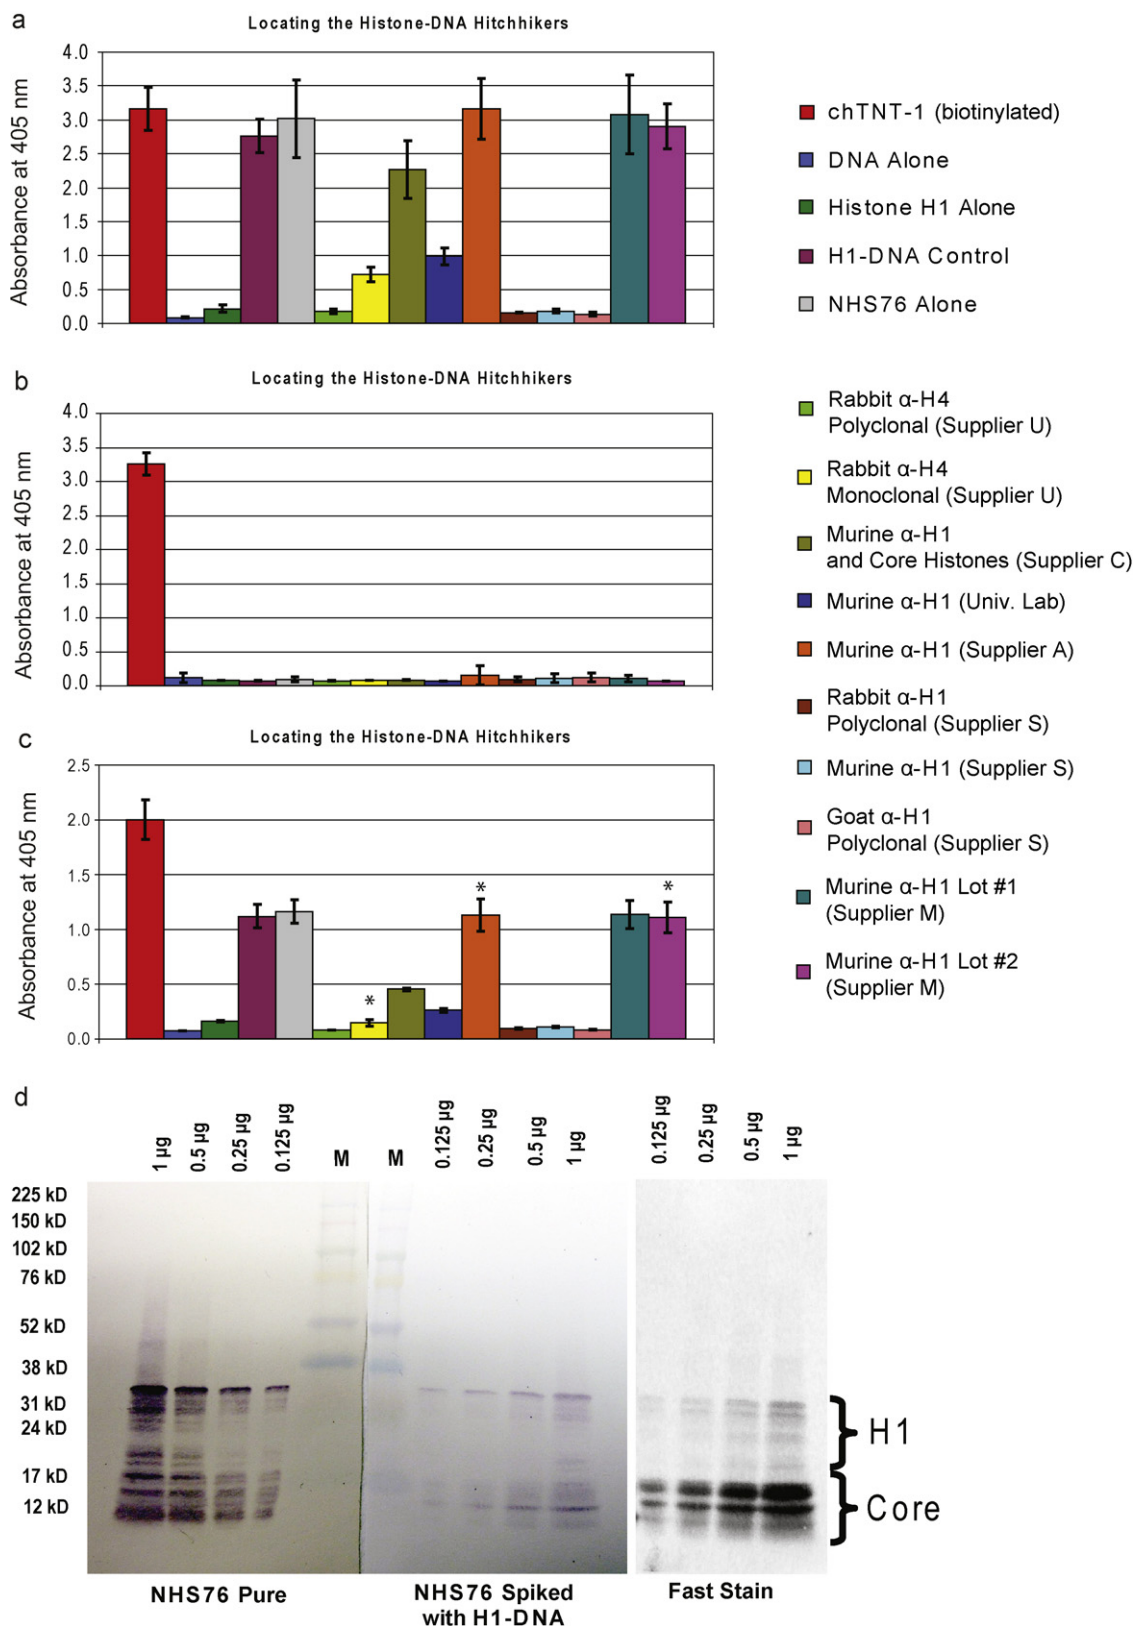 a
Locating the Histone-DNA Hitchhikers
Absorbance at 405 nm
4.0
3.5
3.0
2.5
2.0
1.5
1.0
0.5
0.0
chTNT-1 (biotinylated)
DNA Alone
Histone H1 Alone
H1-DNA Control
NHS76 Alone
b
Locating the Histone-DNA Hitchhikers
Absorbance at 405 nm
4.0
3.5
3.0
2.5
2.0
1.5
1.0
0.5
0.0
Rabbit α-H4
Polyclonal (Supplier U)
Rabbit α-H4
Monoclonal (Supplier U)
Murine α-H1
and Core Histones (Supplier C)
Murine α-H1 (Univ. Lab)
Murine α-H1 (Supplier A)
Rabbit α-H1
Polyclonal (Supplier S)
Murine α-H1 (Supplier S)
Goat α-H1
Polyclonal (Supplier S)
Murine α-H1 Lot #1
(Supplier M)
Murine α-H1 Lot #2
(Supplier M)
c
Locating the Histone-DNA Hitchhikers
Absorbance at 405 nm
2.5
2.0
1.5
1.0
0.5
0.0
*
*
*
d
1 µg
0.5 µg
0.25 µg
0.125 µg
M
M
0.125 µg
0.25 µg
0.5 µg
1 µg
0.125 µg
0.25 µg
0.5 µg
1 µg
225 kD
150 kD
102 kD
76 kD
52 kD
38 kD
31 kD
24 kD
17 kD
12 kD
H1
Core
NHS76 Pure
NHS76 Spiked
with H1-DNA
Fast Stain